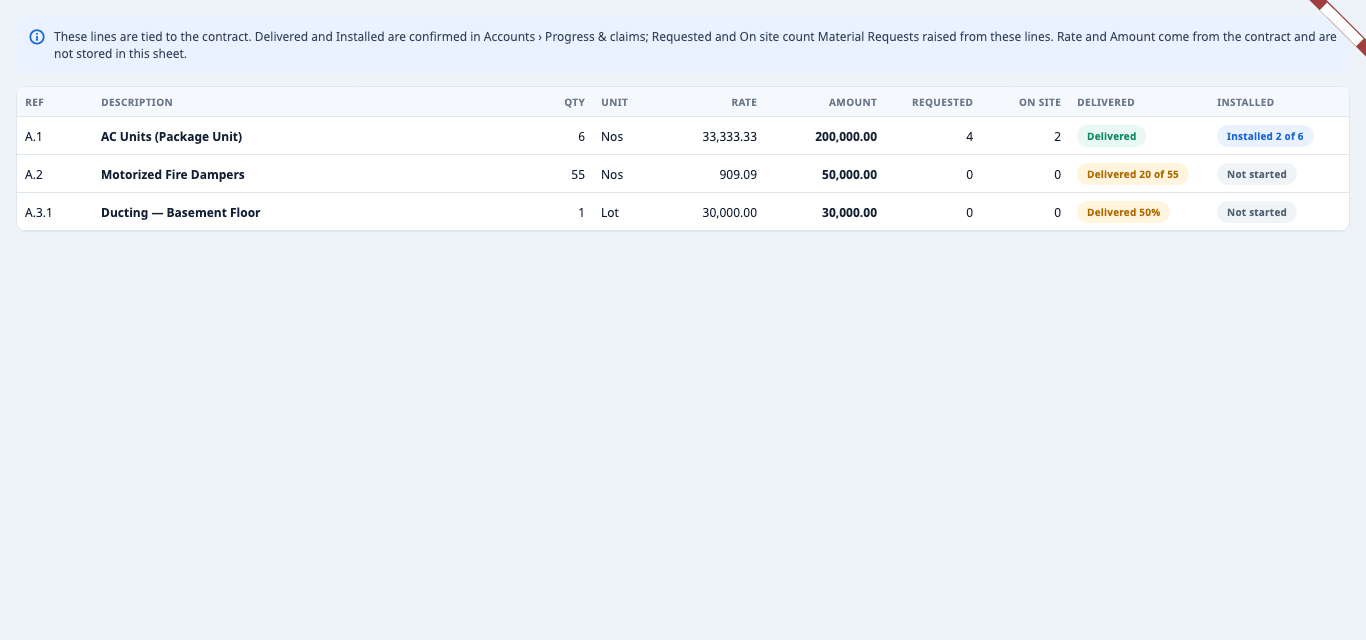 These lines are tied to the contract. Delivered and Installed are confirmed in Accounts › Progress & claims; Requested and On site count Material Requests raised from these lines. Rate and Amount come from the contract and are
not stored in this sheet.
REF DESCRIPTION QTY UNIT RATE AMOUNT REQUESTED ON SITE DELIVERED INSTALLED
A.1 AC Units (Package Unit) 6 Nos 33,333.33 200,000.00 4 2 Delivered Installed 2 of 6
A.2 Motorized Fire Dampers 55 Nos 909.09 50,000.00 0 0 Delivered 20 of 55 Not started
A.3.1 Ducting — Basement Floor 1 Lot 30,000.00 30,000.00 0 0 Delivered 50% Not started